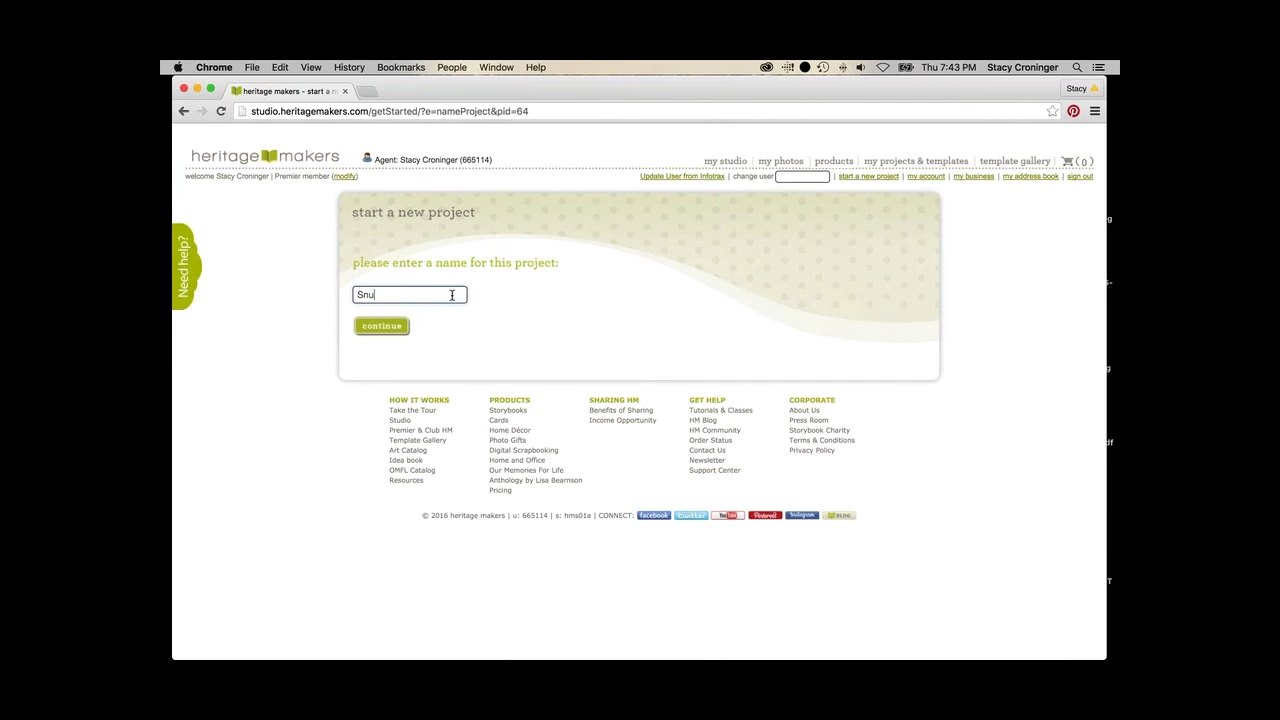 Chrome File Edit View History Bookmarks People Window Help Thu 7:43 PM Stacy Croninger
heritage makers - start a n Stacy
studio.heritagemakers.com/getStarted/?e=nameProject&pid=64
heritage makers Agent: Stacy Croninger (665114) my studio | my photos | products | my projects & templates | template gallery | (0)
welcome Stacy Croninger | Premier member (modify) Update User from Infotrax | change user | start a new project | my account | my business | my address book | sign out
start a new project
Need help?
please enter a name for this project:
Snu
continue
HOW IT WORKS PRODUCTS SHARING HM GET HELP CORPORATE
Take the Tour Storybooks Benefits of Sharing Tutorials & Classes About Us
Studio Cards Income Opportunity HM Blog Press Room
Premier & Club HM Home Décor HM Community Storybook Charity
Template Gallery Photo Gifts Order Status Terms & Conditions
Art Catalog Digital Scrapbooking Contact Us Privacy Policy
Idea book Home and Office Newsletter
OMFL Catalog Our Memories For Life Support Center
Resources Anthology by Lisa Bearnson
Pricing
© 2016 heritage makers | u: 665114 | s: hms01a | CONNECT: facebook twitter YouTube Pinterest Instagram BLOG